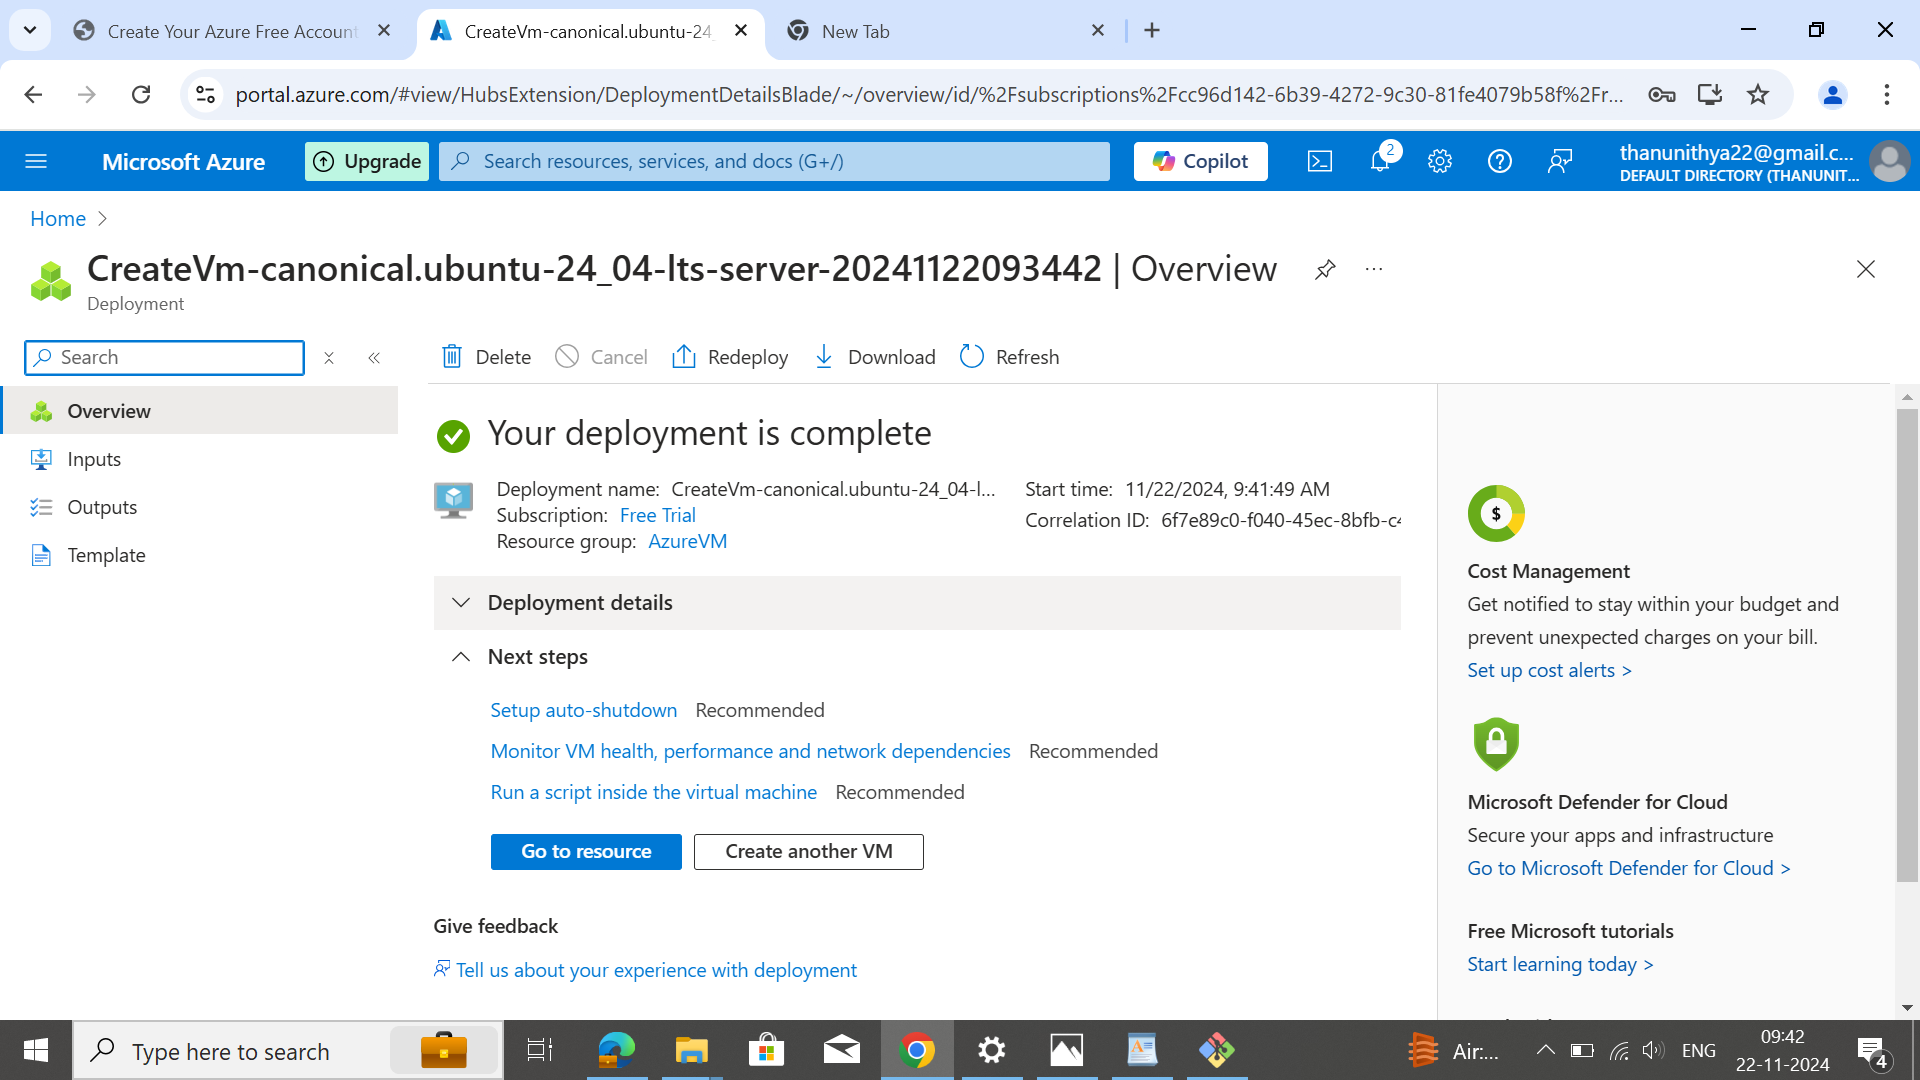 Create Your Azure Free Account
CreateVm-canonical.ubuntu-24_
New Tab
portal.azure.com/#view/HubsExtension/DeploymentDetailsBlade/~/overview/id/%2Fsubscriptions%2Fcc96d142-6b39-4272-9c30-81fe4079b58f%2Fr...
Microsoft Azure
Upgrade
Search resources, services, and docs (G+/)
Copilot
2
thanunithya22@gmail.c...
DEFAULT DIRECTORY (THANUNIT...
Home
CreateVm-canonical.ubuntu-24_04-lts-server-20241122093442 | Overview
Deployment
Search
Delete
Cancel
Redeploy
Download
Refresh
Overview
Inputs
Outputs
Template
Your deployment is complete
Deployment name: CreateVm-canonical.ubuntu-24_04-l...
Subscription: Free Trial
Resource group: AzureVM
Start time: 11/22/2024, 9:41:49 AM
Correlation ID: 6f7e89c0-f040-45ec-8bfb-c4
Deployment details
Next steps
Setup auto-shutdown Recommended
Monitor VM health, performance and network dependencies Recommended
Run a script inside the virtual machine Recommended
Go to resource
Create another VM
Give feedback
Tell us about your experience with deployment
$
Cost Management
Get notified to stay within your budget and
prevent unexpected charges on your bill.
Set up cost alerts >
Microsoft Defender for Cloud
Secure your apps and infrastructure
Go to Microsoft Defender for Cloud >
Free Microsoft tutorials
Start learning today >
Type here to search
Air:...
ENG
09:42
22-11-2024
4